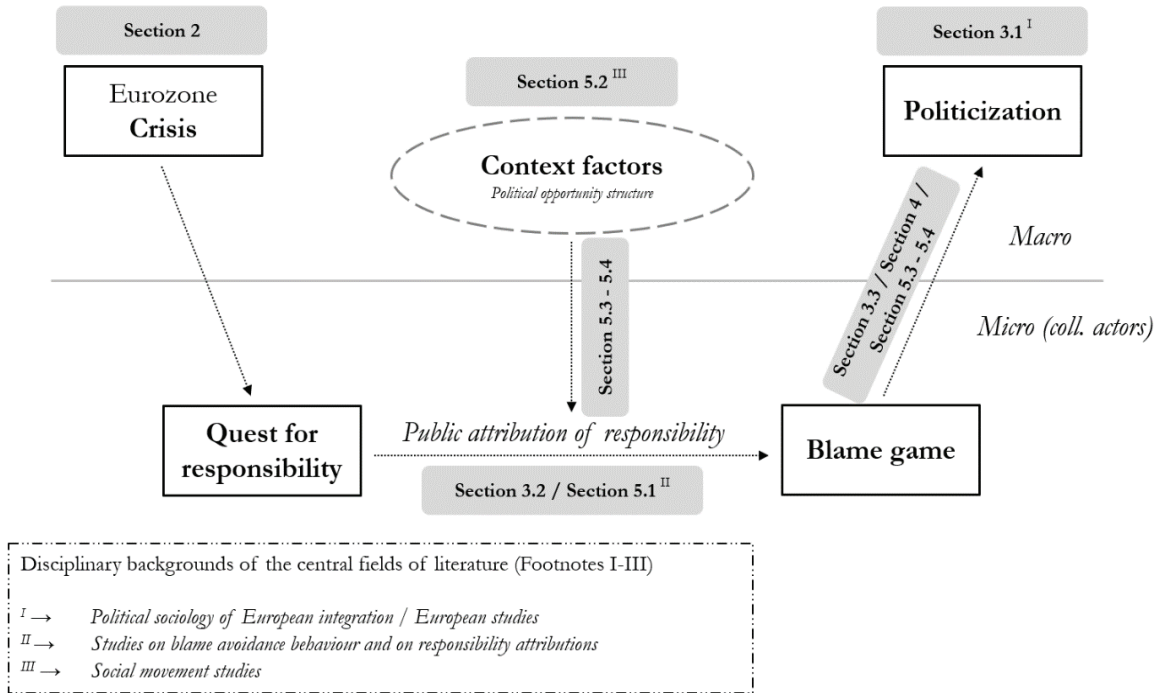 Section 2
Section 3.1 I
Section 5.2 III
Eurozone
Crisis
Politicization
Context factors
Political opportunity structure
Macro
Section 3.3 / Section 4 /
Section 5.3 - 5.4
Section 5.3 - 5.4
Micro (coll. actors)
Quest for
responsibility
Public attribution of responsibility
Blame game
Section 3.2 / Section 5.1 II
Disciplinary backgrounds of the central fields of literature (Footnotes I-III)
I → Political sociology of European integration / European studies
II → Studies on blame avoidance behaviour and on responsibility attributions
III → Social movement studies